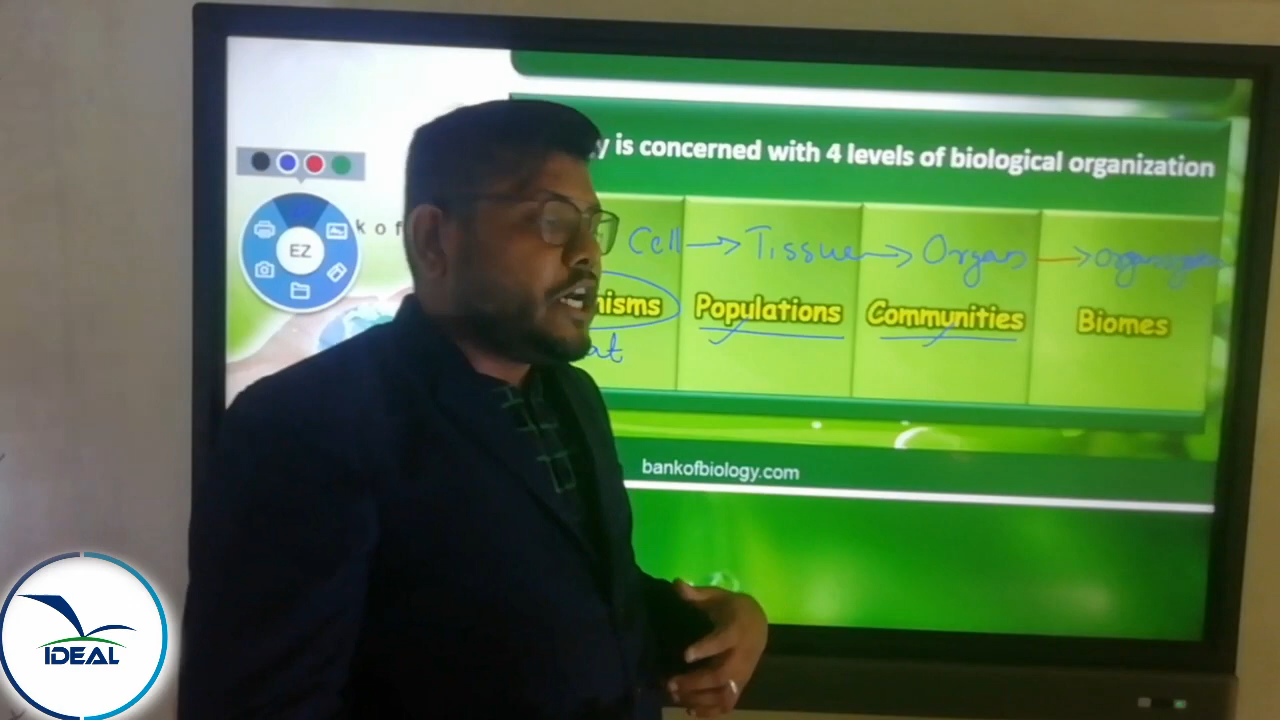 y is concerned with 4 levels of biological organization
EZ
k o f
Cell → Tissue → Organ →
nisms Populations Communities Biomes
at
bankofbiology.com
IDEAL